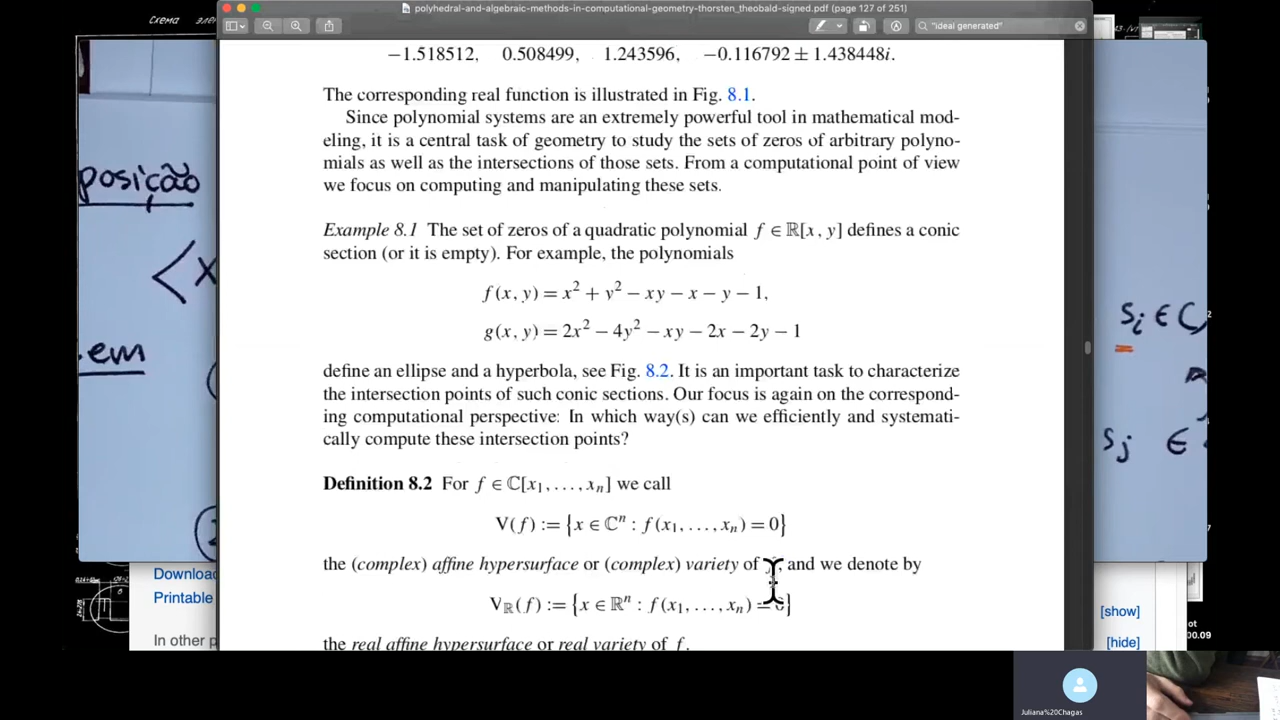 polyhedral-and-algebraic-methods-in-computational-geometry-thorsten_theobald-signed.pdf (page 127 of 251)
"ideal generated"
Схема
−1.518512, 0.508499, 1.243596, −0.116792 ± 1.438448i.
The corresponding real function is illustrated in Fig. 8.1.
Since polynomial systems are an extremely powerful tool in mathematical mod-
eling, it is a central task of geometry to study the sets of zeros of arbitrary polyno-
mials as well as the intersections of those sets. From a computational point of view
we focus on computing and manipulating these sets.
Example 8.1 The set of zeros of a quadratic polynomial f ∈ ℝ[x, y] defines a conic
section (or it is empty). For example, the polynomials
f(x, y) = x² + y² − xy − x − y − 1,
g(x, y) = 2x² − 4y² − xy − 2x − 2y − 1
define an ellipse and a hyperbola, see Fig. 8.2. It is an important task to characterize
the intersection points of such conic sections. Our focus is again on the correspond-
ing computational perspective: In which way(s) can we efficiently and systemati-
cally compute these intersection points?
Definition 8.2 For f ∈ ℂ[x₁, . . . , xₙ] we call
V(f) := {x ∈ ℂⁿ : f(x₁, . . . , xₙ) = 0}
the (complex) affine hypersurface or (complex) variety of f, and we denote by
V_ℝ(f) := {x ∈ ℝⁿ : f(x₁, . . . , xₙ) = 0}
the real affine hypersurface or real variety of f.
posição
<x
em
sᵢ ∈ C
sⱼ ∈
Download
Printable
In other
[show]
[hide]
ot
00.09
Juliana%20Chagas